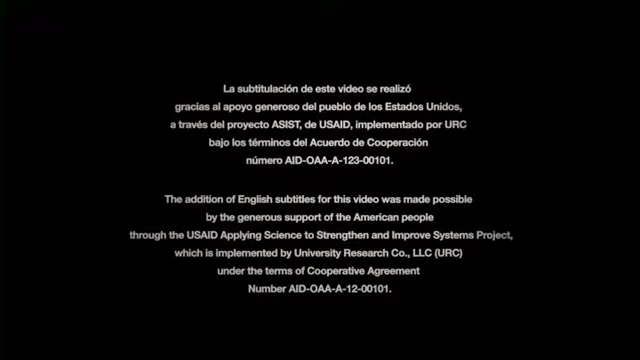 La subtitulación de este video se realizó
gracias al apoyo generoso del pueblo de los Estados Unidos,
a través del proyecto ASIST, de USAID, implementado por URC
bajo los términos del Acuerdo de Cooperación
número AID-OAA-A-123-00101.
The addition of English subtitles for this video was made possible
by the generous support of the American people
through the USAID Applying Science to Strengthen and Improve Systems Project,
which is implemented by University Research Co., LLC (URC)
under the terms of Cooperative Agreement
Number AID-OAA-A-12-00101.